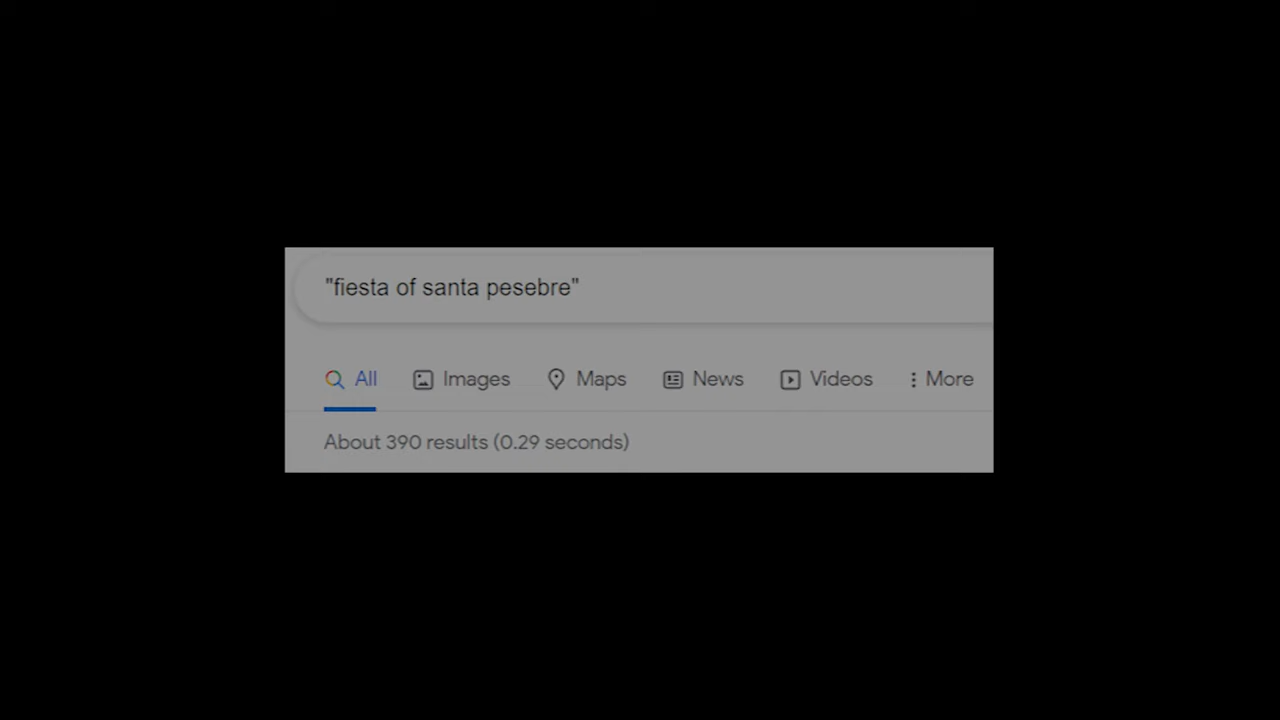 "fiesta of santa pesebre"
All Images Maps News Videos More
About 390 results (0.29 seconds)